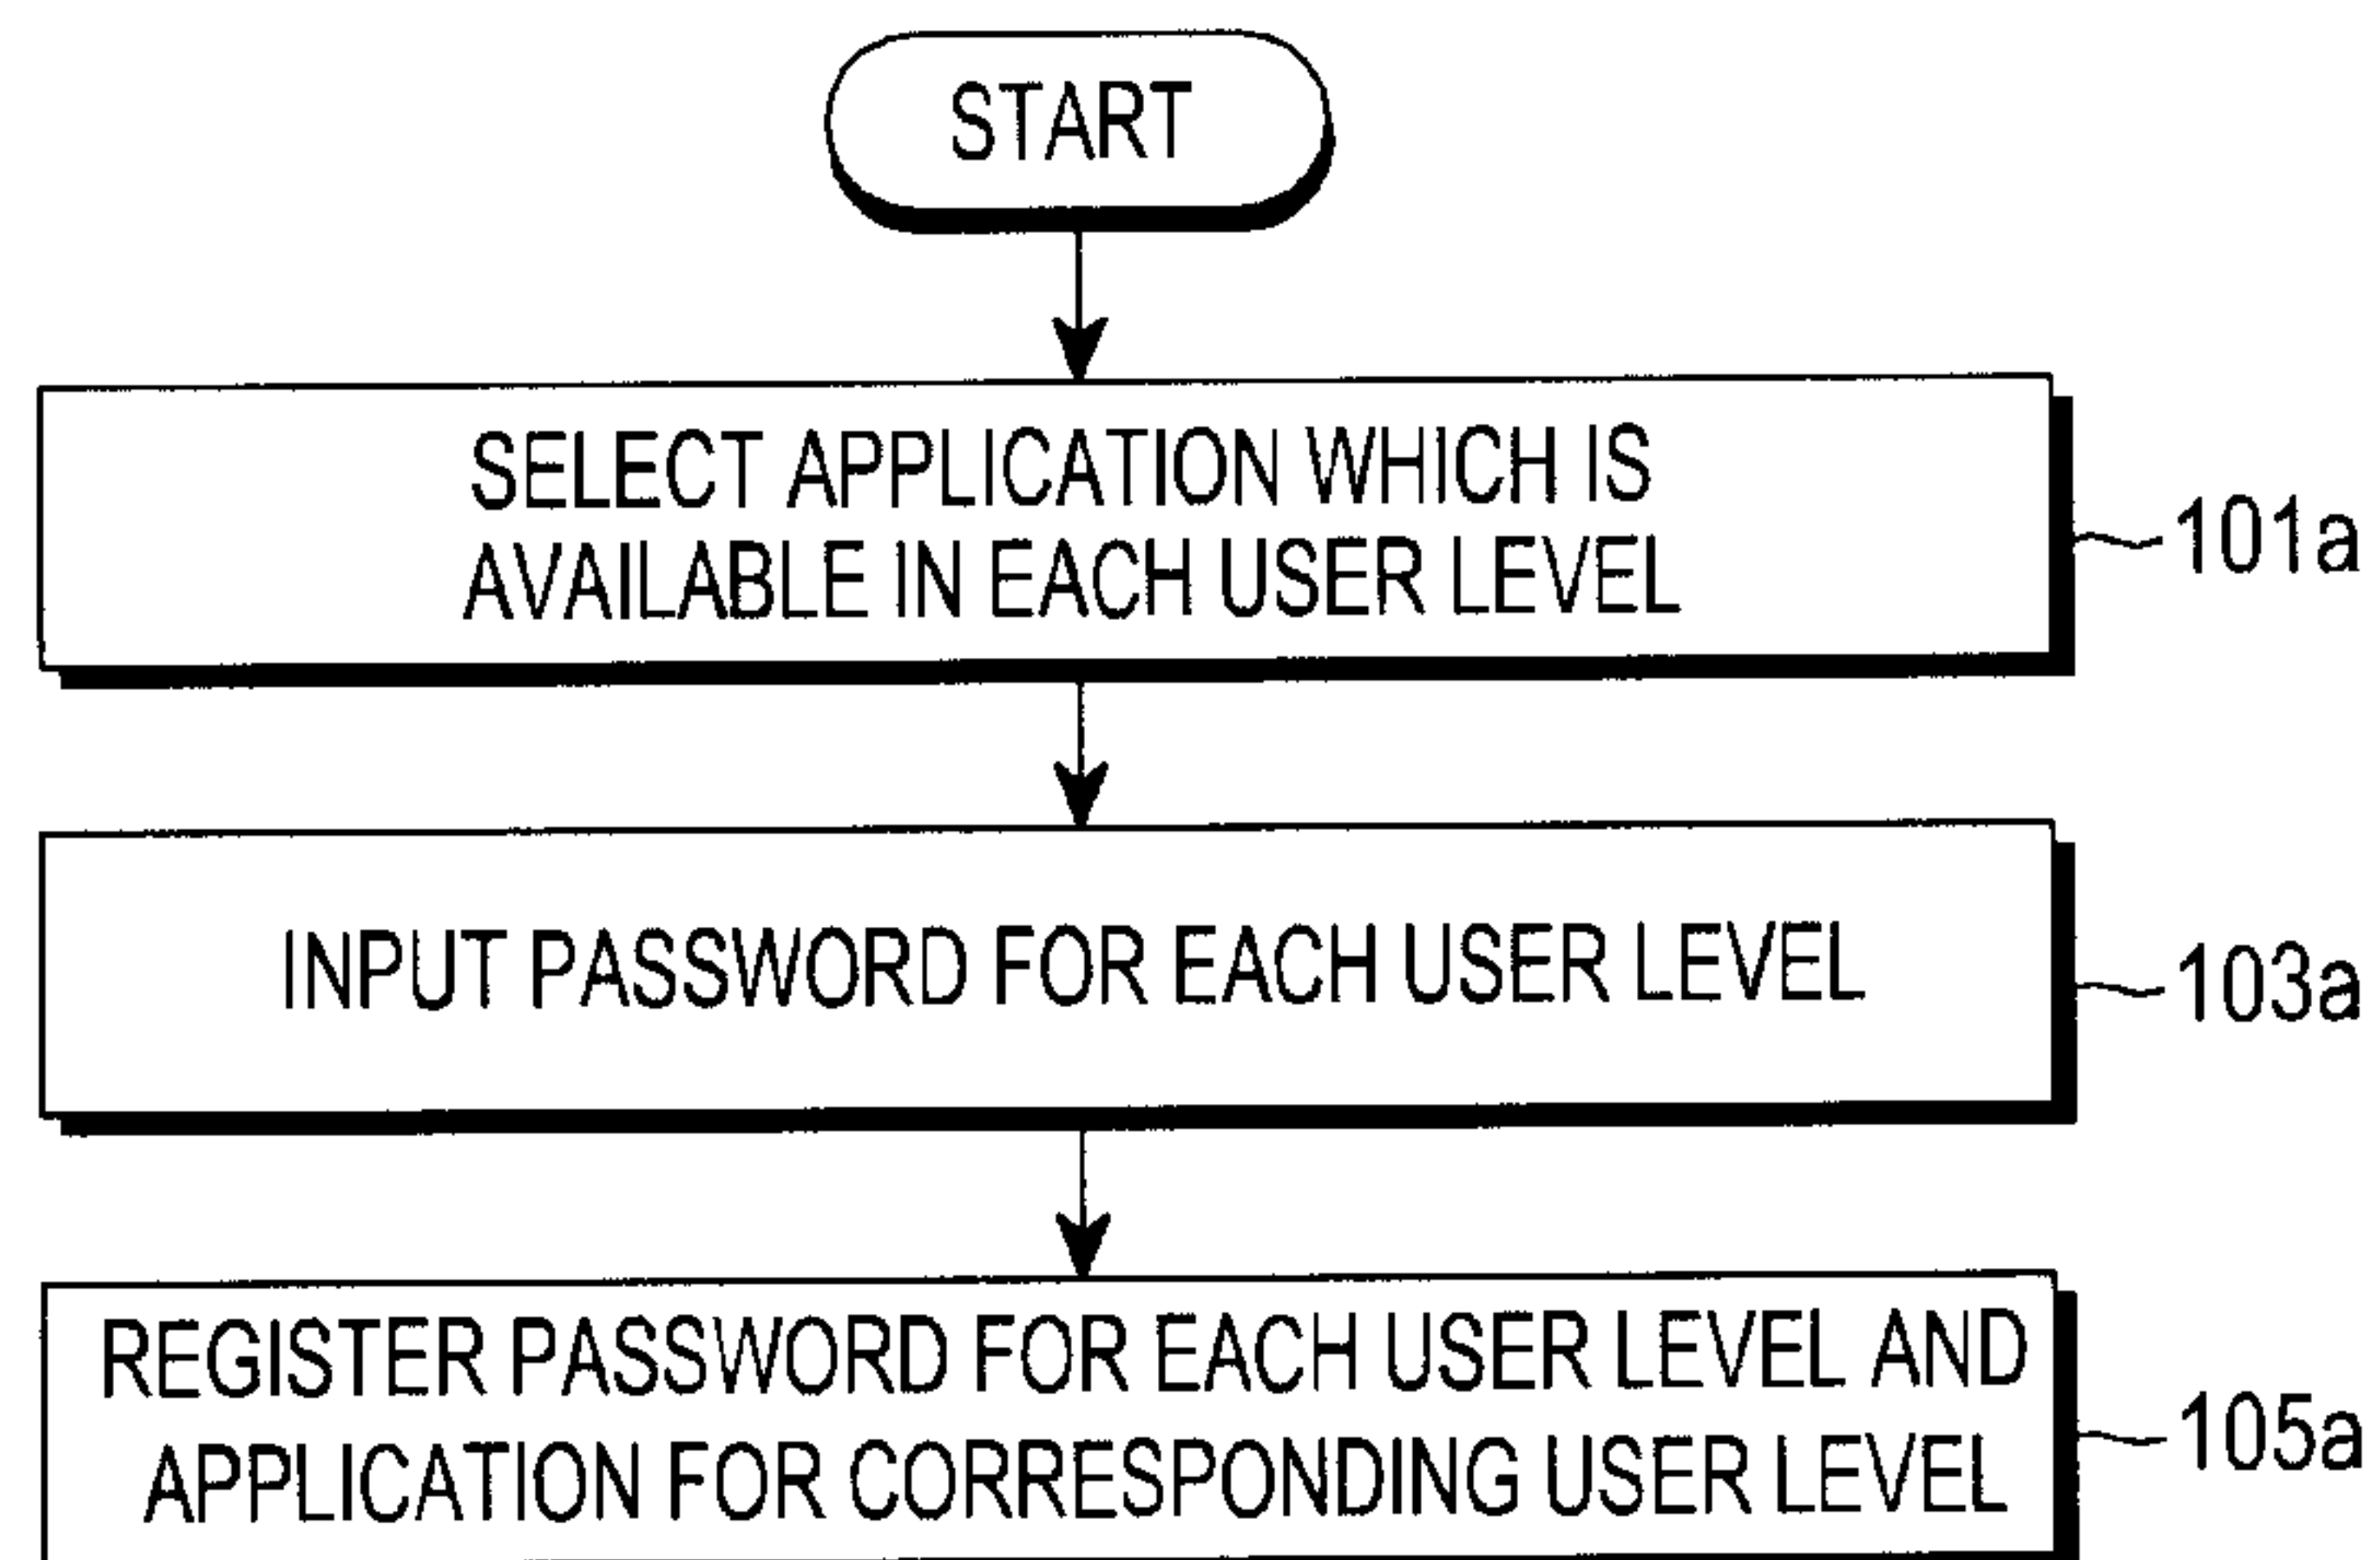 START
SELECT APPLICATION WHICH IS
AVAILABLE IN EACH USER LEVEL
101a
INPUT PASSWORD FOR EACH USER LEVEL
103a
REGISTER PASSWORD FOR EACH USER LEVEL AND
APPLICATION FOR CORRESPONDING USER LEVEL
105a